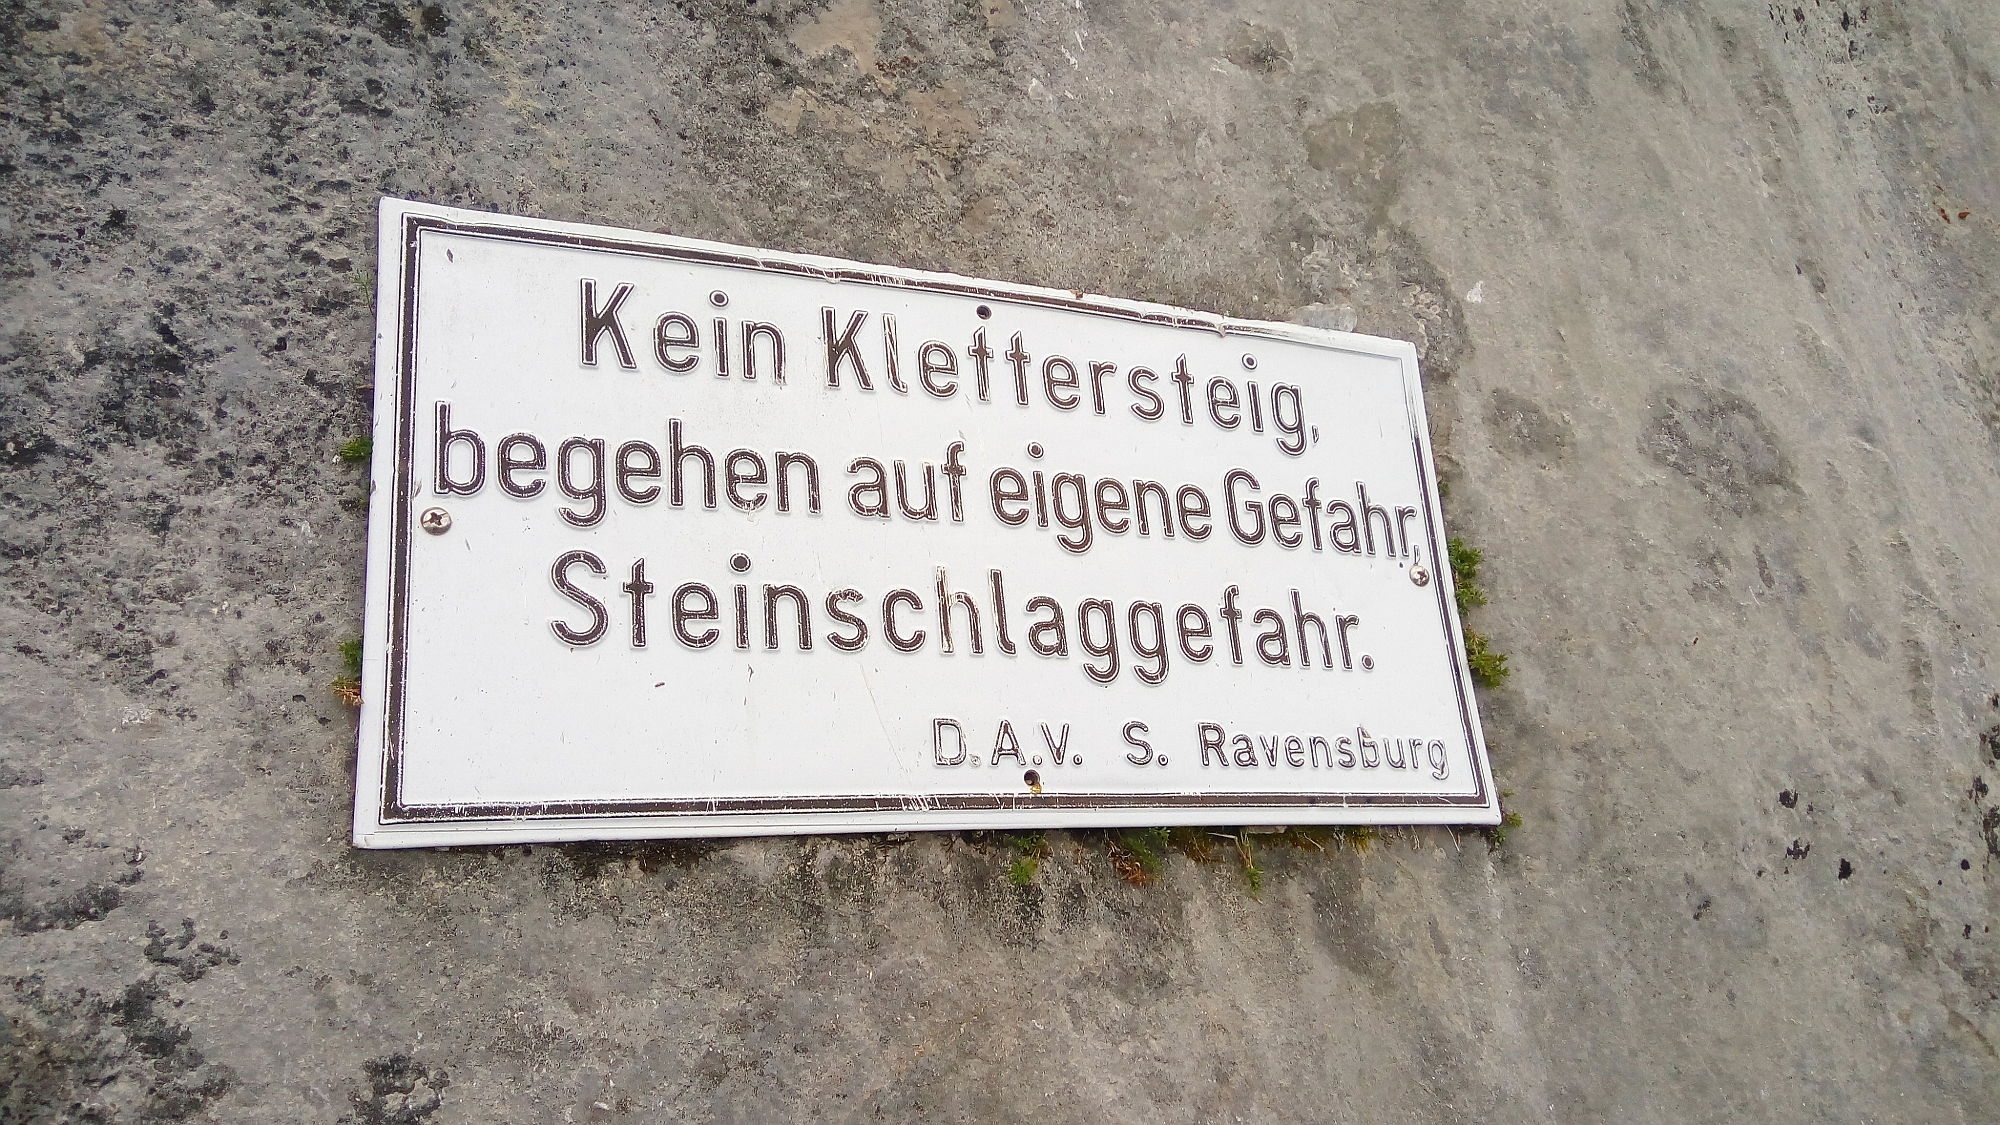 Kein Klettersteig,
begehen auf eigene Gefahr,
Steinschlaggefahr.
D.A.V. S. Ravensburg